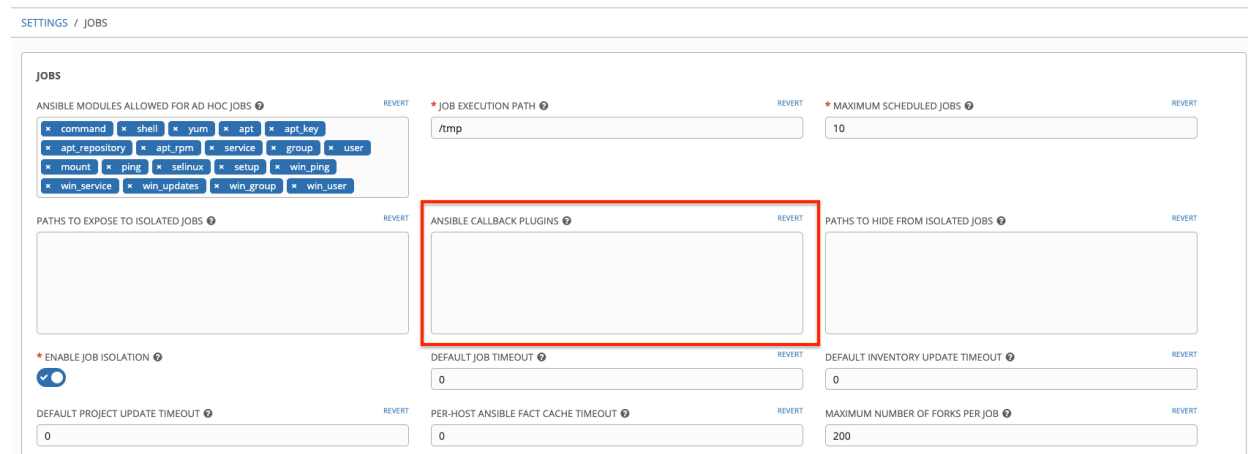 SETTINGS / JOBS
JOBS
ANSIBLE MODULES ALLOWED FOR AD HOC JOBS ? REVERT
× command × shell × yum × apt × apt_key
× apt_repository × apt_rpm × service × group × user
× mount × ping × selinux × setup × win_ping
× win_service × win_updates × win_group × win_user
* JOB EXECUTION PATH ? REVERT
/tmp
* MAXIMUM SCHEDULED JOBS ? REVERT
10
PATHS TO EXPOSE TO ISOLATED JOBS ? REVERT
ANSIBLE CALLBACK PLUGINS ? REVERT
PATHS TO HIDE FROM ISOLATED JOBS ? REVERT
* ENABLE JOB ISOLATION ?
DEFAULT JOB TIMEOUT ? REVERT
0
DEFAULT INVENTORY UPDATE TIMEOUT ? REVERT
0
DEFAULT PROJECT UPDATE TIMEOUT ? REVERT
0
PER-HOST ANSIBLE FACT CACHE TIMEOUT ? REVERT
0
MAXIMUM NUMBER OF FORKS PER JOB ? REVERT
200